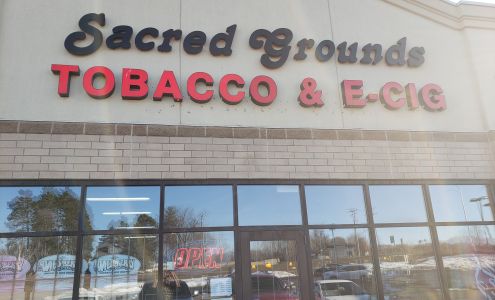 Sacred Grounds
TOBACCO & E-CIG
OPEN